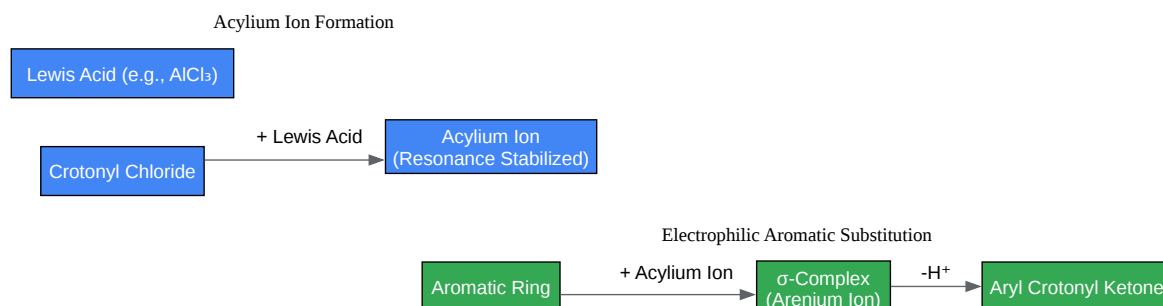 Acylium Ion Formation
Lewis Acid (e.g., AlCl₃)
+ Lewis Acid
Acylium Ion
(Resonance Stabilized)
Crotonyl Chloride
Electrophilic Aromatic Substitution
Aromatic Ring
+ Acylium Ion
σ-Complex
(Arenium Ion)
-H⁺
Aryl Crotonyl Ketone